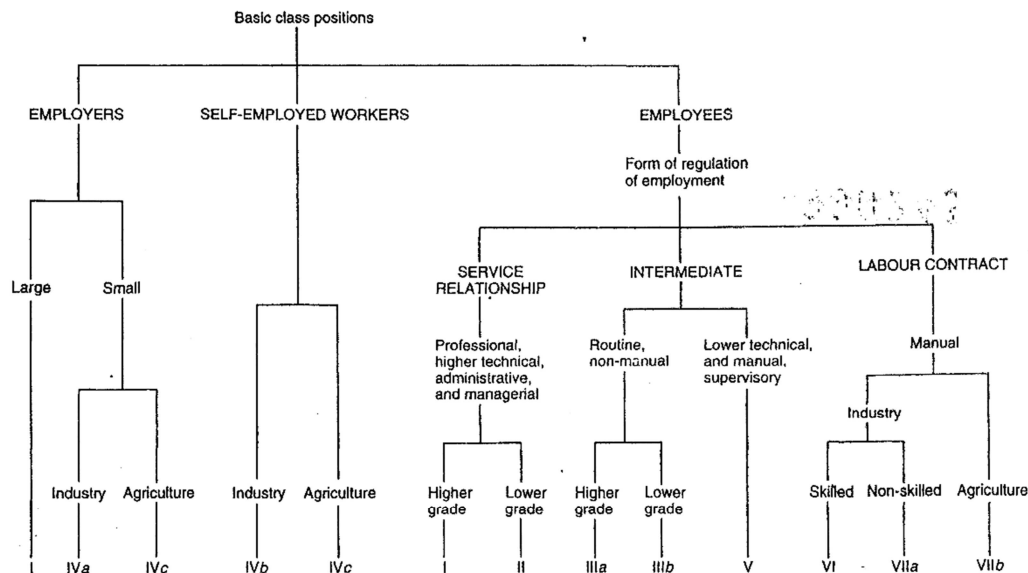 Basic class positions
EMPLOYERS
SELF-EMPLOYED WORKERS
EMPLOYEES
Form of regulation
of employment
SERVICE
RELATIONSHIP
INTERMEDIATE
LABOUR CONTRACT
Large
Small
Professional,
higher technical,
administrative,
and managerial
Routine,
non-manual
Lower technical,
and manual,
supervisory
Manual
Industry
Industry
Agriculture
Industry
Agriculture
Higher
grade
Lower
grade
Higher
grade
Lower
grade
Skilled
Non-skilled
Agriculture
I
IVa
IVc
IVb
IVc
I
II
IIIa
IIIb
V
VI
VIIa
VIIb